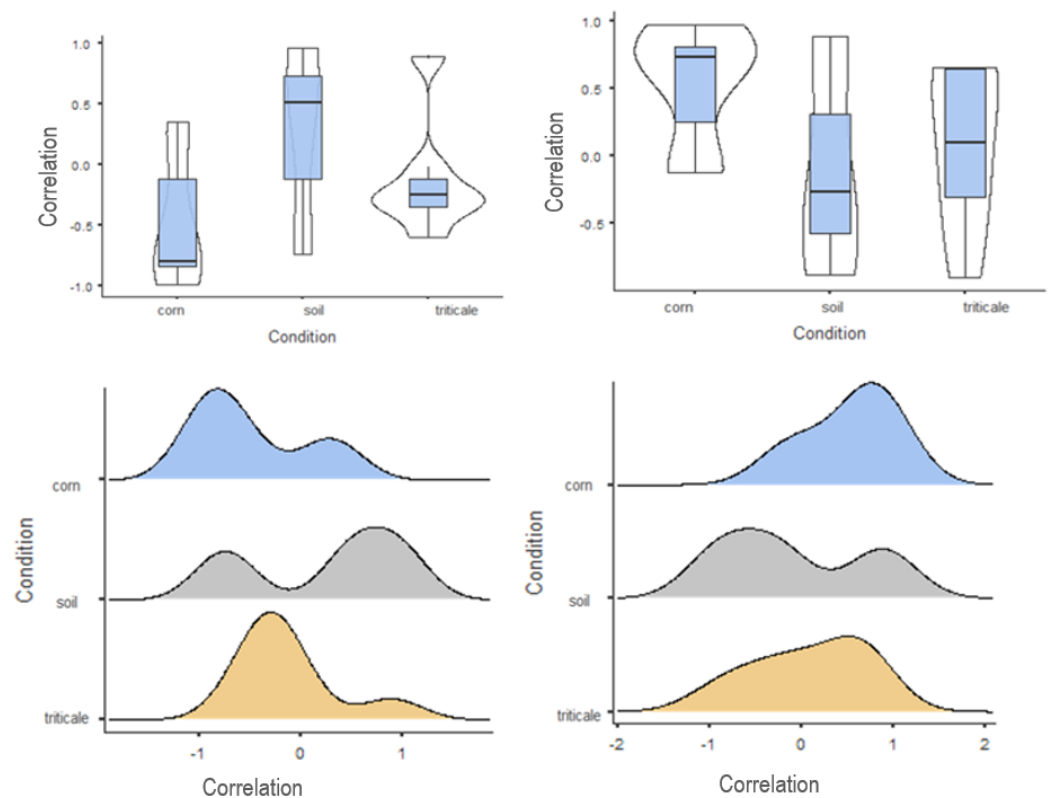 1.0
0.5
0.0
-0.5
-1.0
Correlation
corn
soil
triticale
Condition
1.0
0.5
0.0
-0.5
Correlation
corn
soil
triticale
Condition
Condition
corn
soil
triticale
-1
0
1
Correlation
Condition
corn
soil
triticale
-2
-1
0
1
2
Correlation